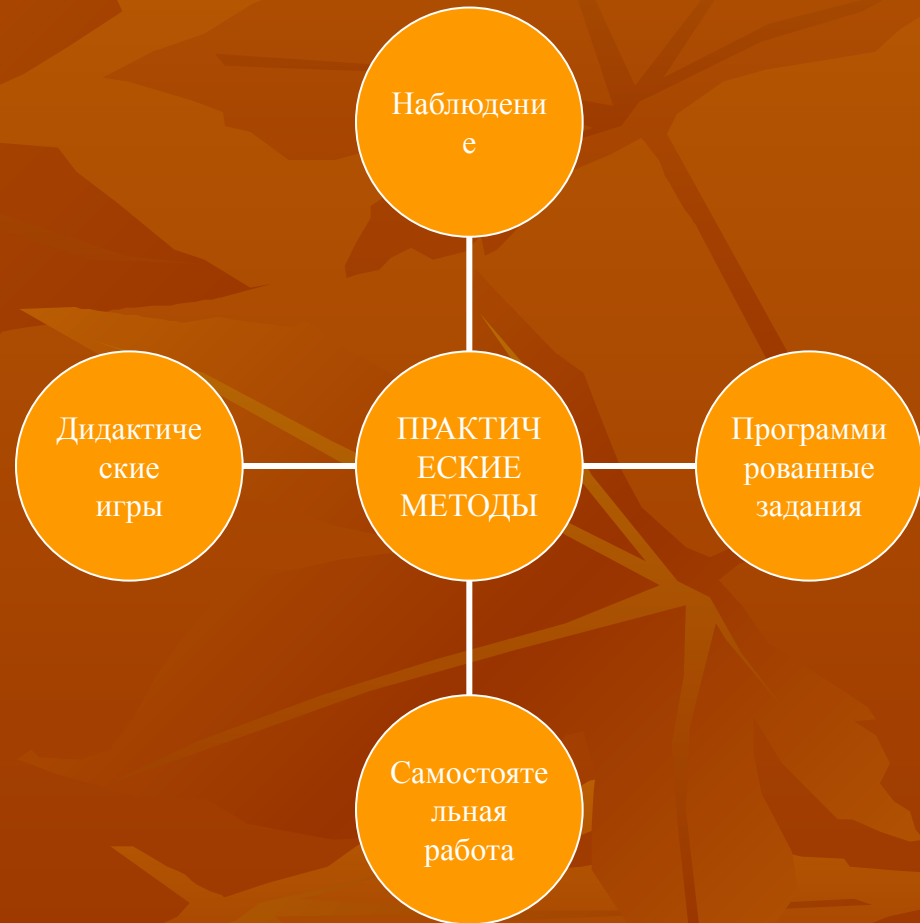 Наблюдени
е
Дидактиче
ские
игры
ПРАКТИЧ
ЕСКИЕ
МЕТОДЫ
Программи
рованные
задания
Самостояте
льная
работа